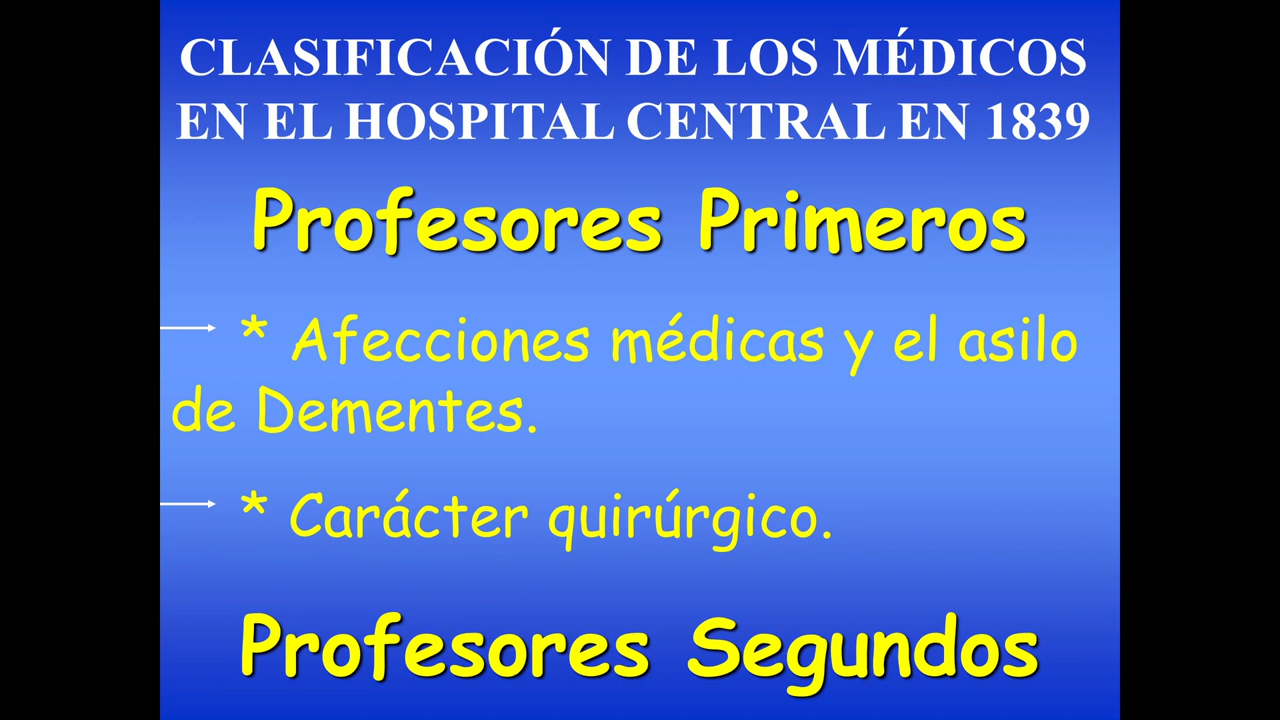 CLASIFICACIÓN DE LOS MÉDICOS
EN EL HOSPITAL CENTRAL EN 1839
Profesores Primeros
* Afecciones médicas y el asilo
de Dementes.
* Carácter quirúrgico.
Profesores Segundos